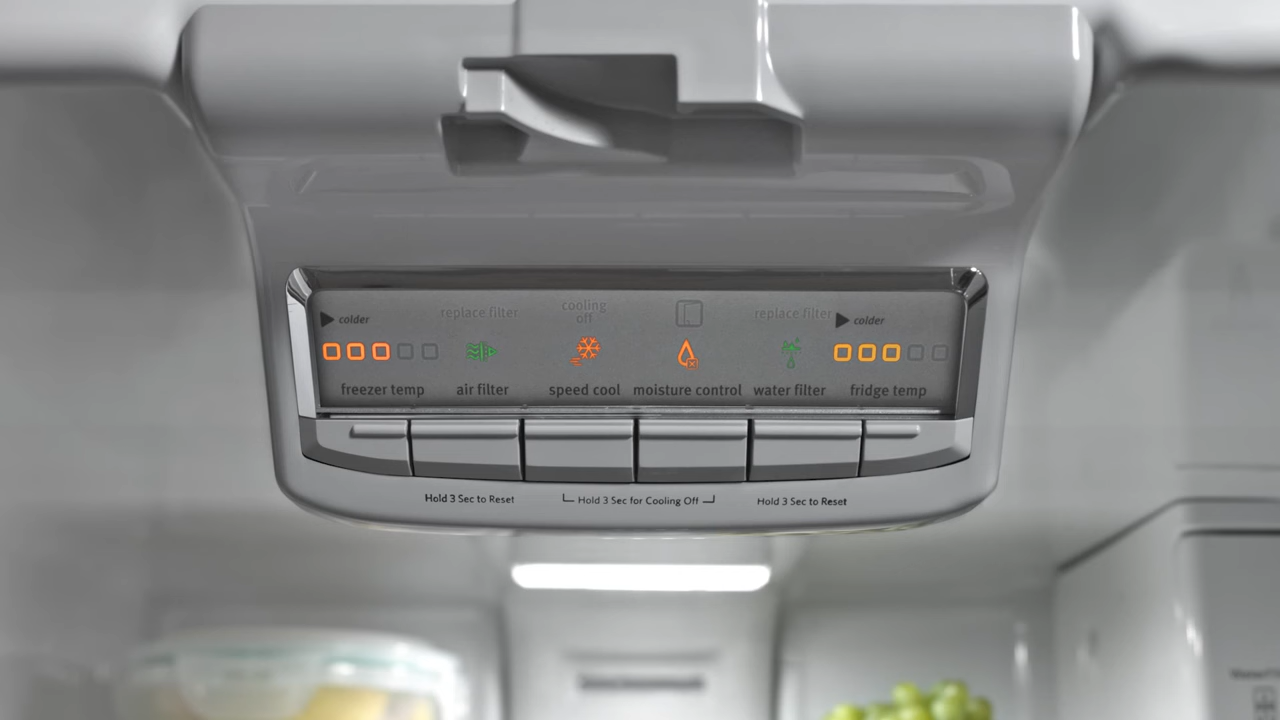 replace filter
cooling
off
replace filter
colder
colder
freezer temp
air filter
speed cool
moisture control
water filter
fridge temp
Hold 3 Sec to Reset
Hold 3 Sec for Cooling Off
Hold 3 Sec to Reset